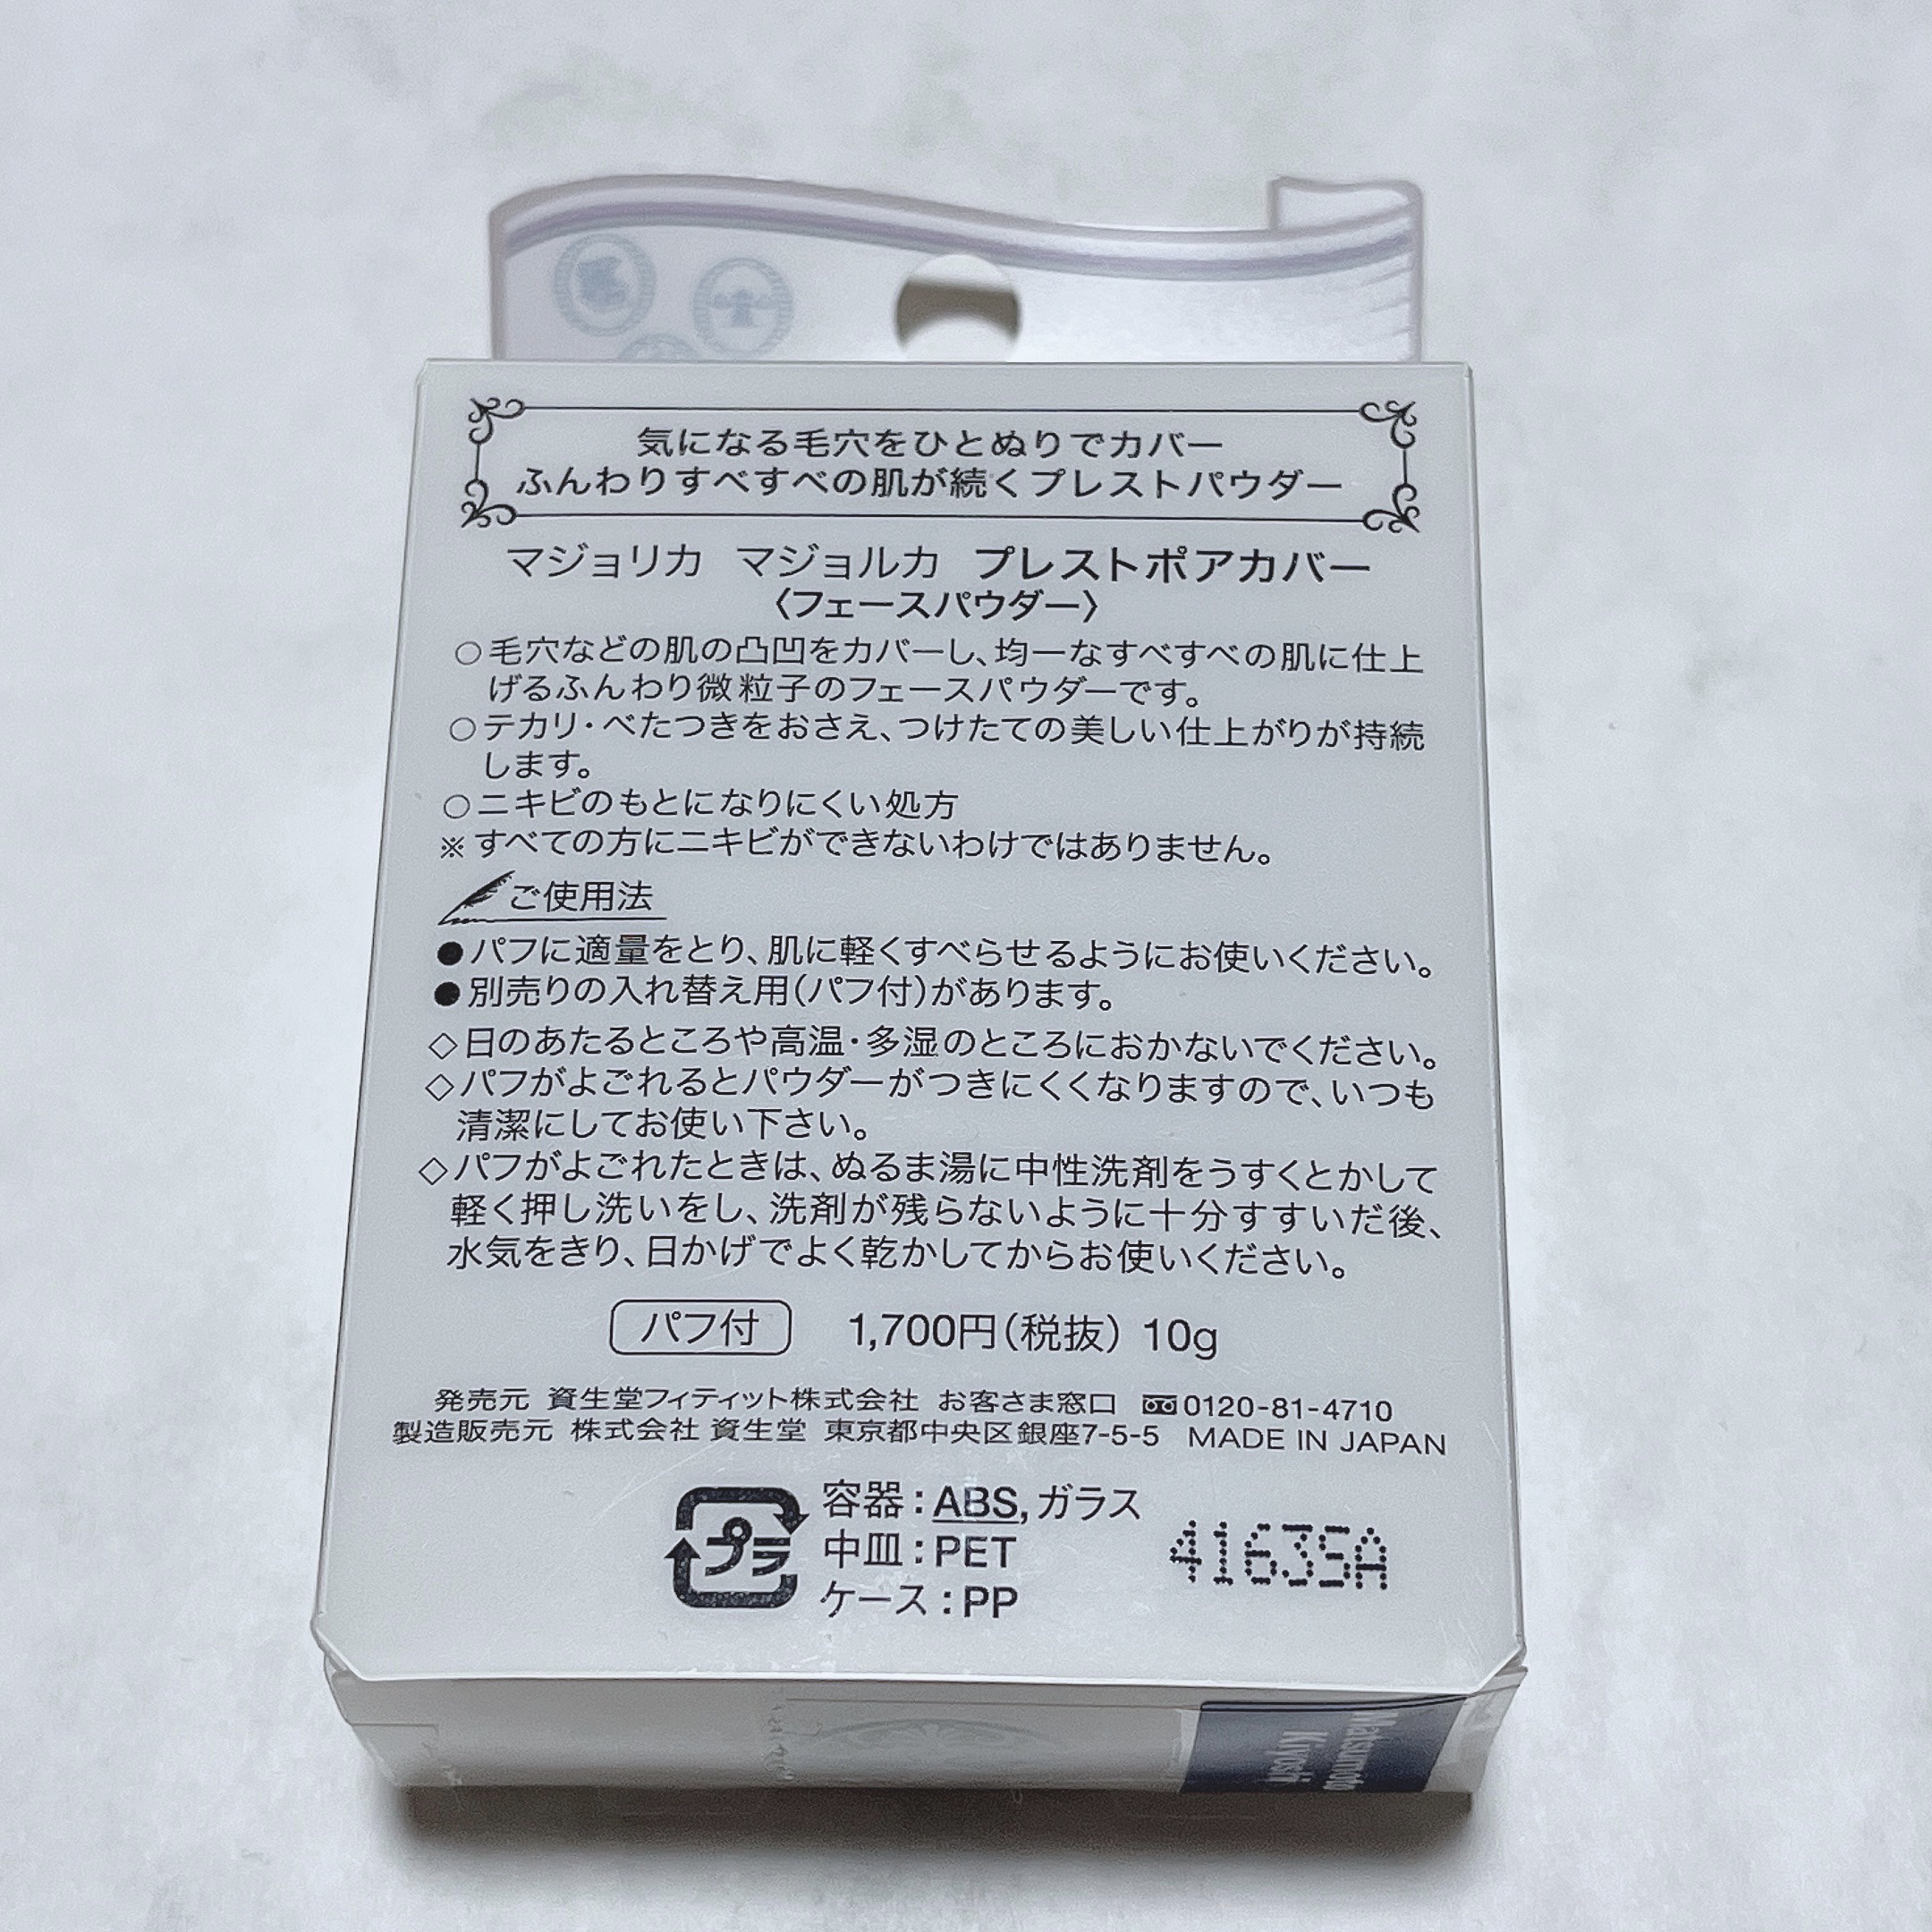 気になる毛穴をひとぬりでカバー
ふんわりすべすべの肌が続くプレストパウダー
マジョリカ マジョルカ プレストポアカバー
〈フェースパウダー〉
○毛穴などの肌の凸凹をカバーし、均一なすべすべの肌に仕上
げるふんわり微粒子のフェースパウダーです。
○テカリ・べたつきをおさえ、つけたての美しい仕上がりが持続
します。
○ニキビのもとになりにくい処方
※すべての方にニキビができないわけではありません。
ご使用法
●パフに適量をとり、肌に軽くすべらせるようにお使いください。
●別売りの入れ替え用(パフ付)があります。
◇日のあたるところや高温・多湿のところにおかないでください。
◇パフがよごれるとパウダーがつきにくくなりますので、いつも
清潔にしてお使い下さい。
◇パフがよごれたときは、ぬるま湯に中性洗剤をうすくとかして
軽く押し洗いをし、洗剤が残らないように十分すすいだ後、
水気をきり、日かげでよく乾かしてからお使いください。
パフ付 1,700円(税抜) 10g
発売元 資生堂フィティット株式会社 お客さま窓口 0120-81-4710
製造販売元 株式会社 資生堂 東京都中央区銀座7-5-5 MADE IN JAPAN
プラ
容器:ABS,ガラス
中皿:PET
ケース:PP
41635A
Matsumoto
Kiyoshi